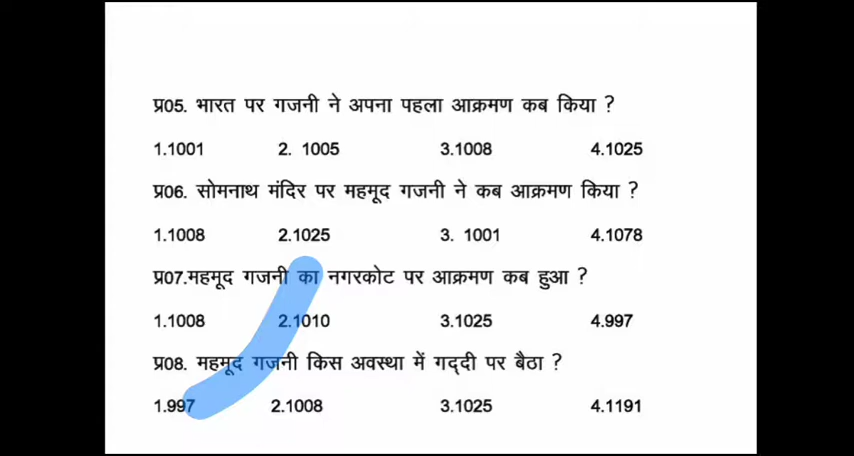 प्र05. भारत पर गजनी ने अपना पहला आक्रमण कब किया ?
1.1001 2. 1005 3.1008 4.1025
प्र06. सोमनाथ मंदिर पर महमूद गजनी ने कब आक्रमण किया ?
1.1008 2.1025 3. 1001 4.1078
प्र07.महमूद गजनी का नगरकोट पर आक्रमण कब हुआ ?
1.1008 2.1010 3.1025 4.997
प्र08. महमूद गजनी किस अवस्था में गद्दी पर बैठा ?
1.997 2.1008 3.1025 4.1191